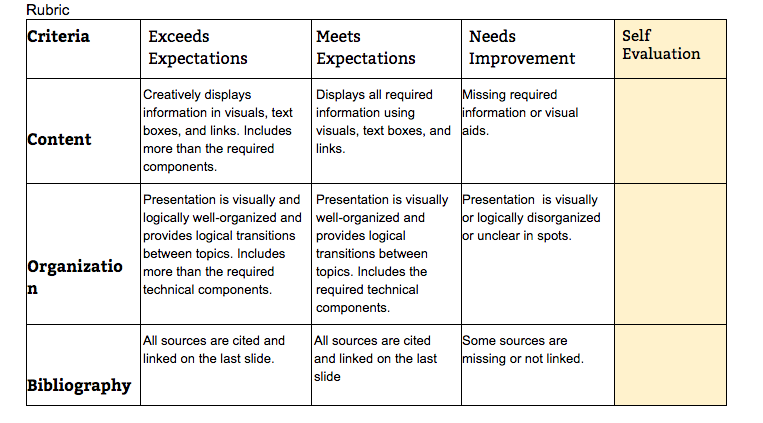 Rubric
Criteria
Exceeds
Expectations
Meets
Expectations
Needs
Improvement
Self
Evaluation
Content
Creatively displays
information in visuals, text
boxes, and links. Includes
more than the required
components.
Displays all required
information using
visuals, text boxes, and
links.
Missing required
information or visual
aids.
Organizatio
n
Presentation is visually and
logically well-organized and
provides logical transitions
between topics. Includes
more than the required
technical components.
Presentation is visually
well-organized and
provides logical
transitions between
topics. Includes the
required technical
components.
Presentation  is visually
or logically disorganized
or unclear in spots.
Bibliography
All sources are cited and
linked on the last slide.
All sources are cited
and linked on the last
slide
Some sources are
missing or not linked.